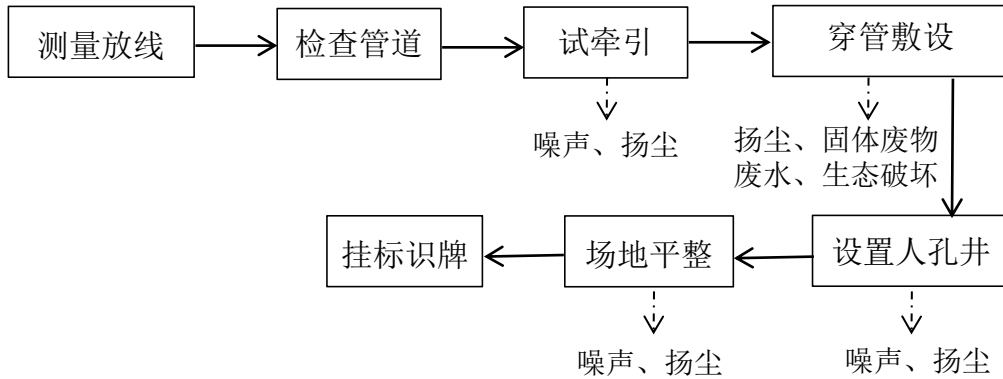 测量放线
检查管道
试牵引
穿管敷设
噪声、扬尘
扬尘、固体废物
废水、生态破坏
挂标识牌
场地平整
设置人孔井
噪声、扬尘
噪声、扬尘